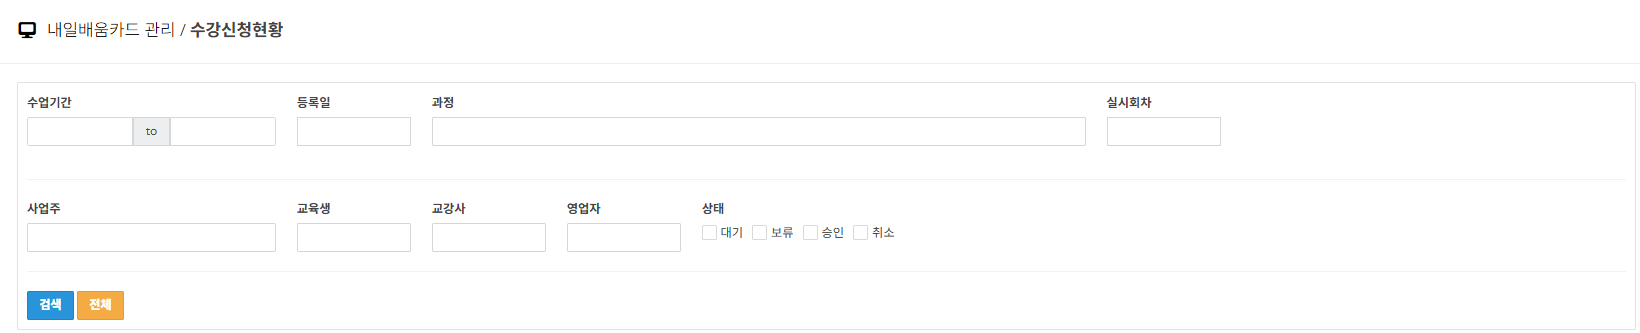 내일배움카드 관리 / 수강신청현황
수업기간 등록일 과정 실시회차
to
사업주 교육생 교강사 영업자 상태
대기 보류 승인 취소
검색 전체